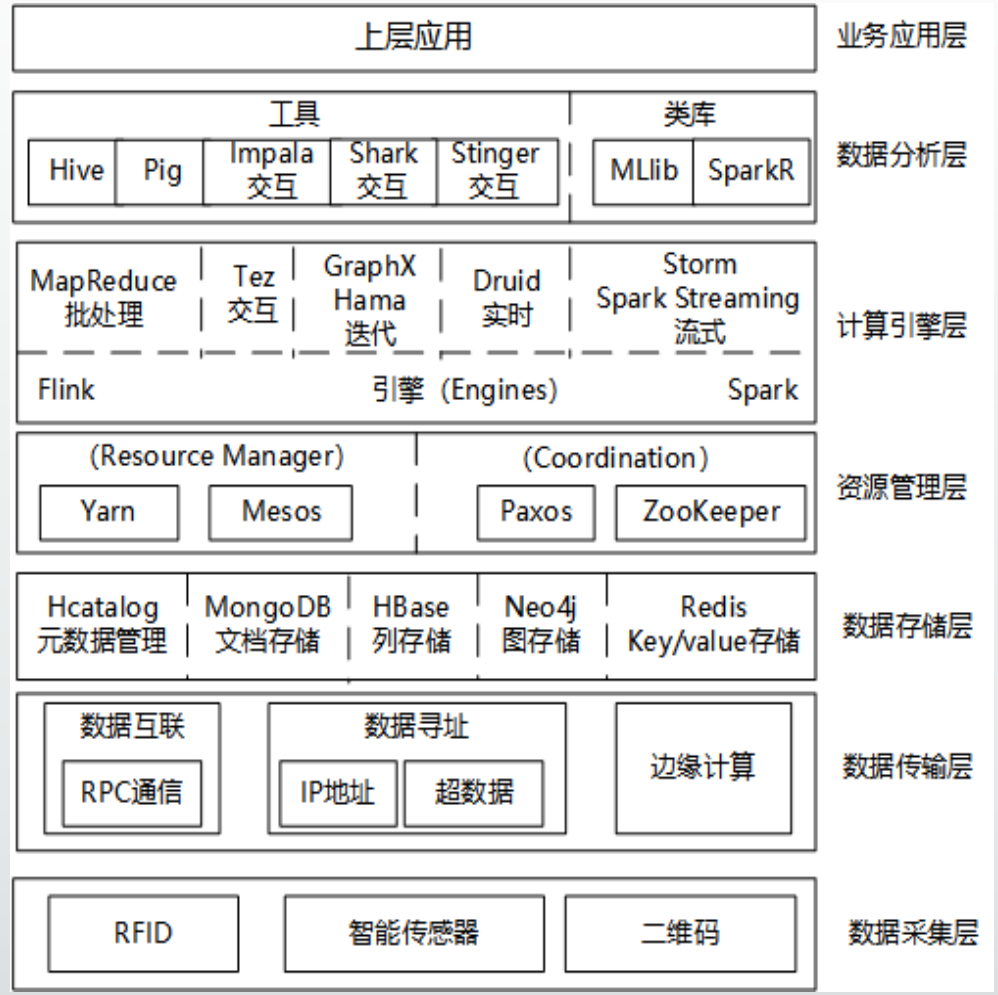 上层应用
业务应用层
工具
类库
Hive
Pig
Impala
交互
Shark
交互
Stinger
交互
MLlib
SparkR
数据分析层
MapReduce
批处理
Tez
交互
GraphX
Hama
迭代
Druid
实时
Storm
Spark Streaming
流式
计算引擎层
Flink
引擎（Engines）
Spark
(Resource Manager)
(Coordination)
Yarn
Mesos
Paxos
ZooKeeper
资源管理层
Hcatalog
元数据管理
MongoDB
文档存储
HBase
列存储
Neo4j
图存储
Redis
Key/value存储
数据存储层
数据互联
RPC通信
数据寻址
IP地址
超数据
边缘计算
数据传输层
RFID
智能传感器
二维码
数据采集层